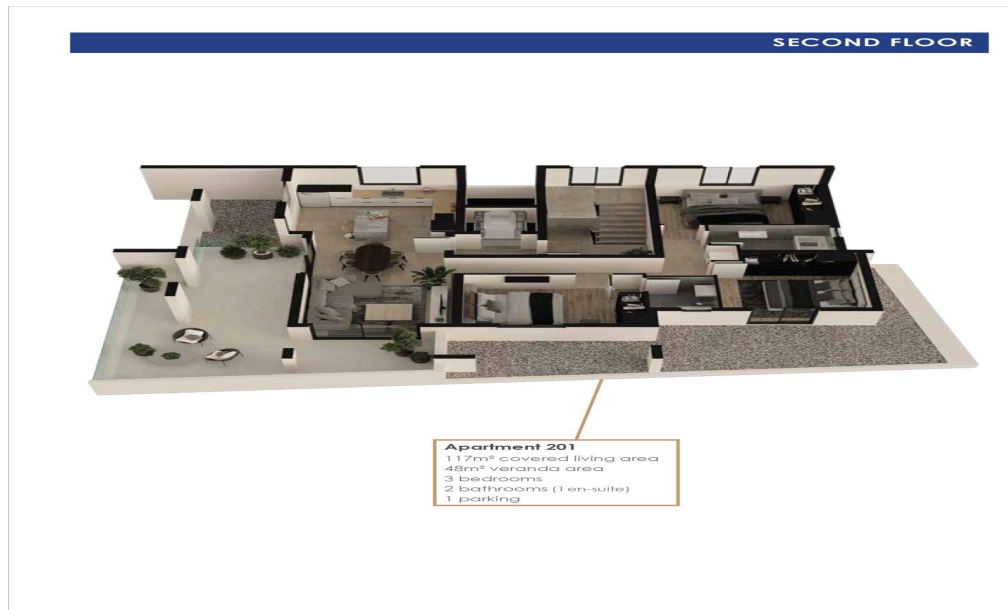 SECOND FLOOR
Apartment 201
117m² covered living area
48m² veranda area
3 bedrooms
2 bathrooms (1 en-suite)
1 parking